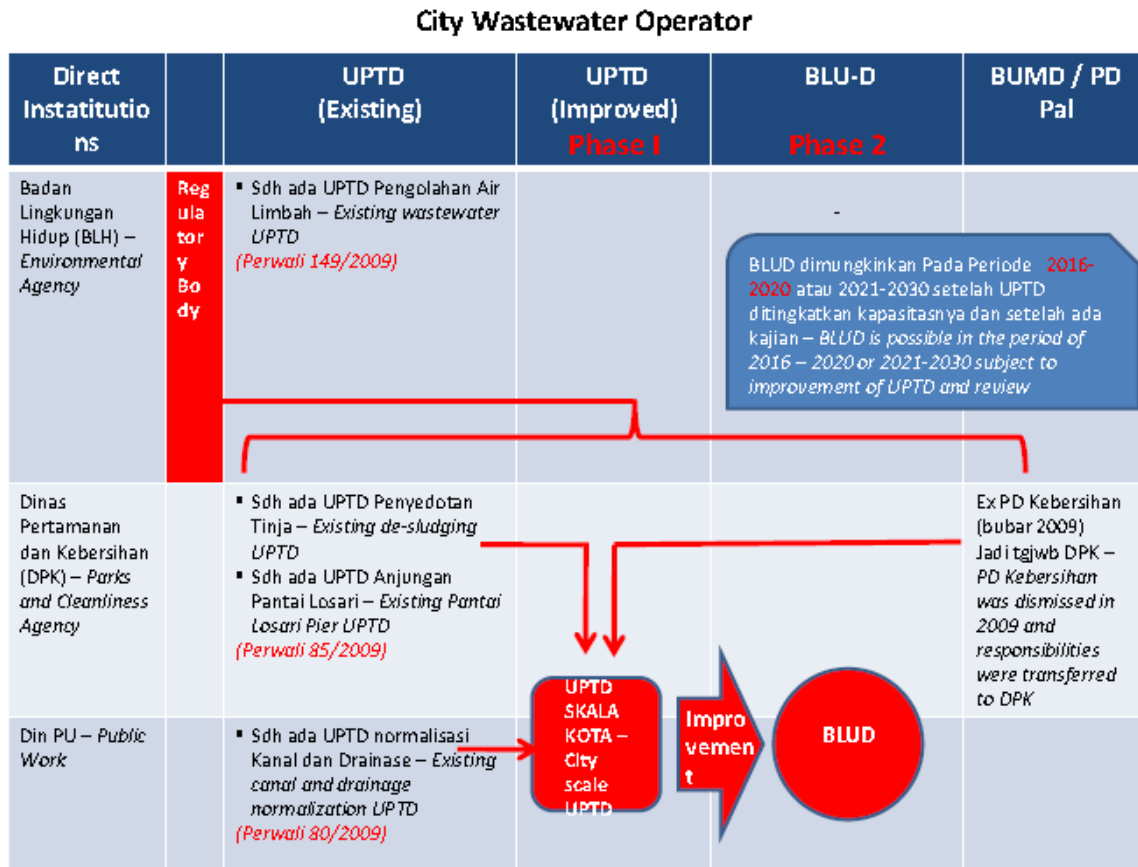 City Wastewater Operator
Direct
Instatitutio
ns
UPTD
(Existing)
UPTD
(Improved)
Phase I
BLU-D
Phase 2
BUMD / PD
Pal
Badan
Lingkungan
Hidup (BLH) –
Environmental
Agency
Reg
ula
tor
y
Bo
dy
▪ Sdh ada UPTD Pengolahan Air
Limbah – Existing wastewater
UPTD
(Perwali 149/2009)
-
BLUD dimungkinkan Pada Periode 2016-
2020 atau 2021-2030 setelah UPTD
ditingkatkan kapasitasnya dan setelah ada
kajian – BLUD is possible in the period of
2016 – 2020 or 2021-2030 subject to
improvement of UPTD and review
Dinas
Pertamanan
dan Kebersihan
(DPK) – Parks
and Cleanliness
Agency
▪ Sdh ada UPTD Penyedotan
Tinja – Existing de-sludging
UPTD
▪ Sdh ada UPTD Anjungan
Pantai Losari – Existing Pantai
Losari Pier UPTD
(Perwali 85/2009)
Ex PD Kebersihan
(bubar 2009)
Jadi tgjwb DPK –
PD Kebersihan
was dismissed in
2009 and
responsibilities
were transferred
to DPK
Din PU – Public
Work
▪ Sdh ada UPTD normalisasi
Kanal dan Drainase – Existing
canal and drainage
normalization UPTD
(Perwali 80/2009)
UPTD
SKALA
KOTA –
City
scale
UPTD
Impro
vemen
t
BLUD